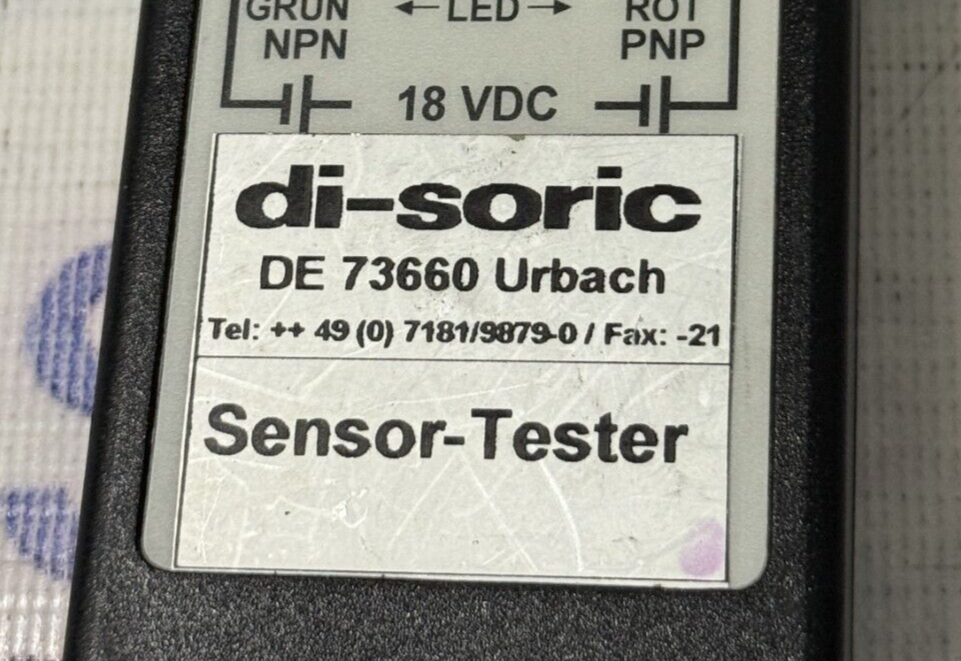 GRÜN ←LED→ ROT
NPN PNP
18 VDC
di-soric
DE 73660 Urbach
Tel: ++ 49 (0) 7181/9879-0 / Fax: -21
Sensor-Tester